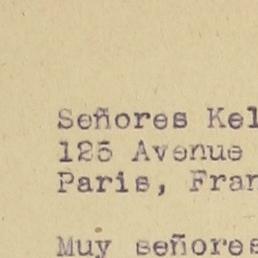 Señores Kel
125 Avenue
Paris, Fran
Muy señores